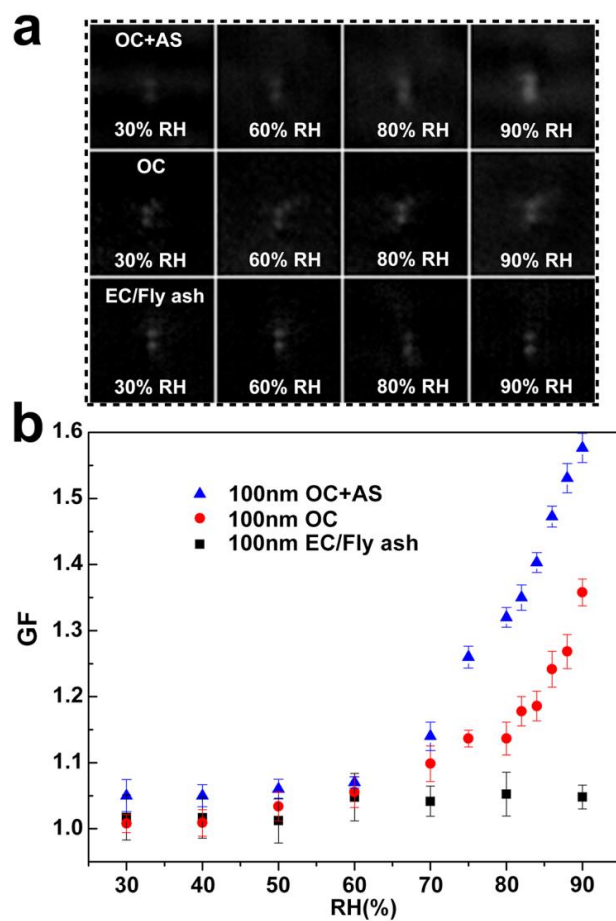 a
OC+AS
30% RH 60% RH 80% RH 90% RH
OC
30% RH 60% RH 80% RH 90% RH
EC/Fly ash
30% RH 60% RH 80% RH 90% RH
b
1.6
1.5
1.4
1.3
1.2
1.1
1.0
GF
100nm OC+AS
100nm OC
100nm EC/Fly ash
30 40 50 60 70 80 90
RH(%)